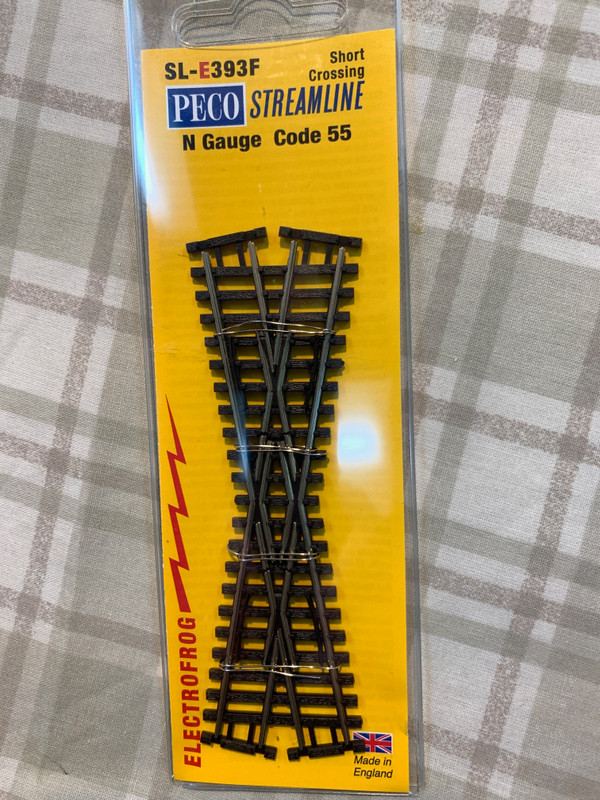 SL-E393F
Short
Crossing
PECO STREAMLINE
N Gauge Code 55
ELECTROFROG
Made in
England